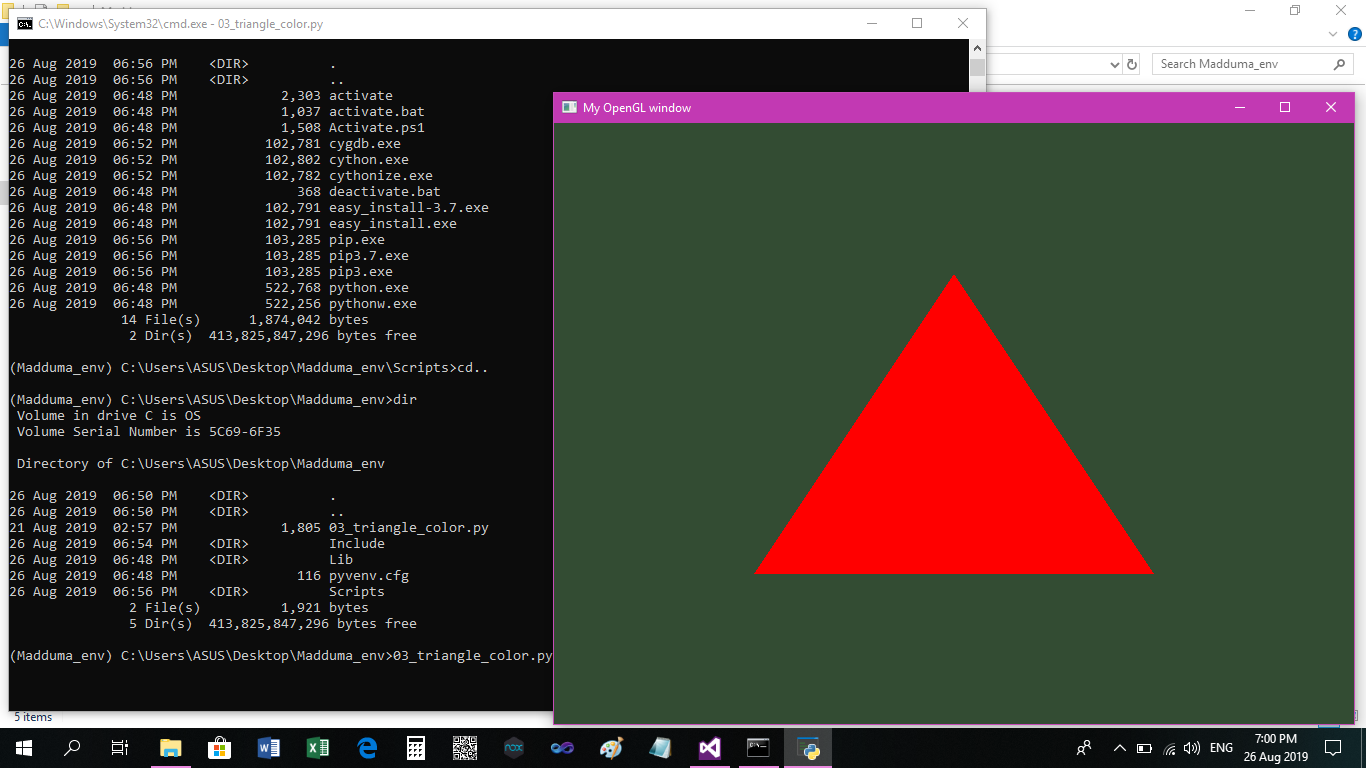 C:\Windows\System32\cmd.exe - 03_triangle_color.py
26 Aug 2019  06:56 PM    <DIR>          .
26 Aug 2019  06:56 PM    <DIR>          ..
26 Aug 2019  06:48 PM             2,303 activate
26 Aug 2019  06:48 PM             1,037 activate.bat
26 Aug 2019  06:48 PM             1,508 Activate.ps1
26 Aug 2019  06:52 PM           102,781 cygdb.exe
26 Aug 2019  06:52 PM           102,802 cython.exe
26 Aug 2019  06:52 PM           102,782 cythonize.exe
26 Aug 2019  06:48 PM               368 deactivate.bat
26 Aug 2019  06:48 PM           102,791 easy_install-3.7.exe
26 Aug 2019  06:48 PM           102,791 easy_install.exe
26 Aug 2019  06:56 PM           103,285 pip.exe
26 Aug 2019  06:56 PM           103,285 pip3.7.exe
26 Aug 2019  06:56 PM           103,285 pip3.exe
26 Aug 2019  06:48 PM           522,768 python.exe
26 Aug 2019  06:48 PM           522,256 pythonw.exe
14 File(s)      1,874,042 bytes
2 Dir(s)  413,825,847,296 bytes free
(Madduma_env) C:\Users\ASUS\Desktop\Madduma_env\Scripts>cd..
(Madduma_env) C:\Users\ASUS\Desktop\Madduma_env>dir
Volume in drive C is OS
Volume Serial Number is 5C69-6F35
Directory of C:\Users\ASUS\Desktop\Madduma_env
26 Aug 2019  06:50 PM    <DIR>          .
26 Aug 2019  06:50 PM    <DIR>          ..
21 Aug 2019  02:57 PM             1,805 03_triangle_color.py
26 Aug 2019  06:54 PM    <DIR>          Include
26 Aug 2019  06:48 PM    <DIR>          Lib
26 Aug 2019  06:48 PM               116 pyvenv.cfg
26 Aug 2019  06:56 PM    <DIR>          Scripts
2 File(s)          1,921 bytes
5 Dir(s)  413,825,847,296 bytes free
(Madduma_env) C:\Users\ASUS\Desktop\Madduma_env>03_triangle_color.py
Search Madduma_env
My OpenGL window
5 items
nox
ENG
7:00 PM
26 Aug 2019